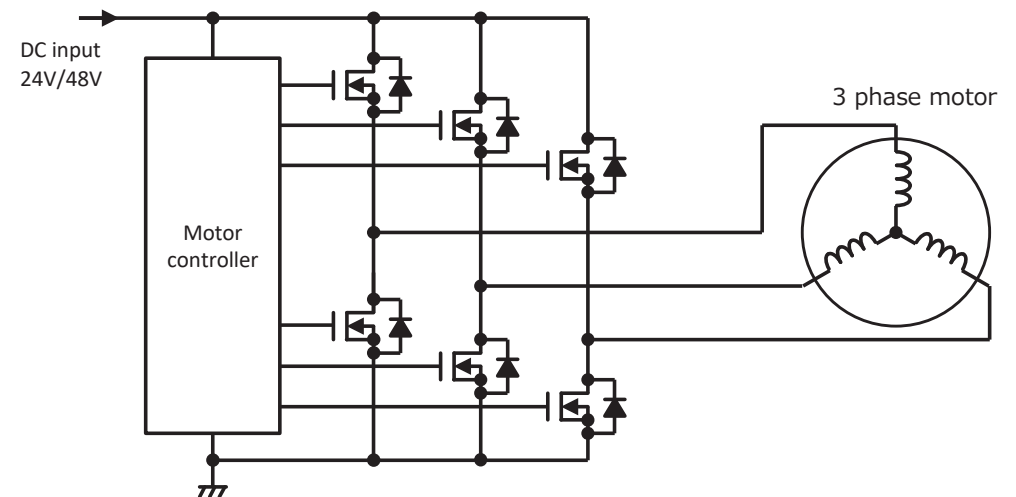 DC input
24V/48V
3 phase motor
Motor
controller